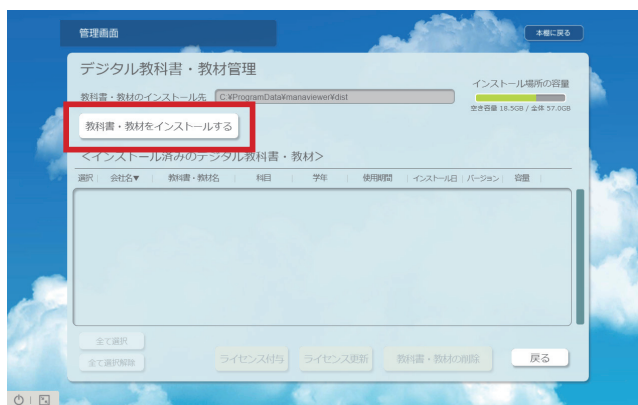 管理画面
本棚に戻る
デジタル教科書・教材管理
インストール場所の容量
教科書・教材のインストール先 C:¥ProgramData¥manaviewer¥dist
空き容量 18.5GB / 全体 57.0GB
教科書・教材をインストールする
<インストール済みのデジタル教科書・教材>
選択 会社名▼ 教科書・教材名 科目 学年 使用期間 インストール日 バージョン 容量
全て選択
全て選択解除
ライセンス付与 ライセンス更新 教科書・教材の削除 戻る